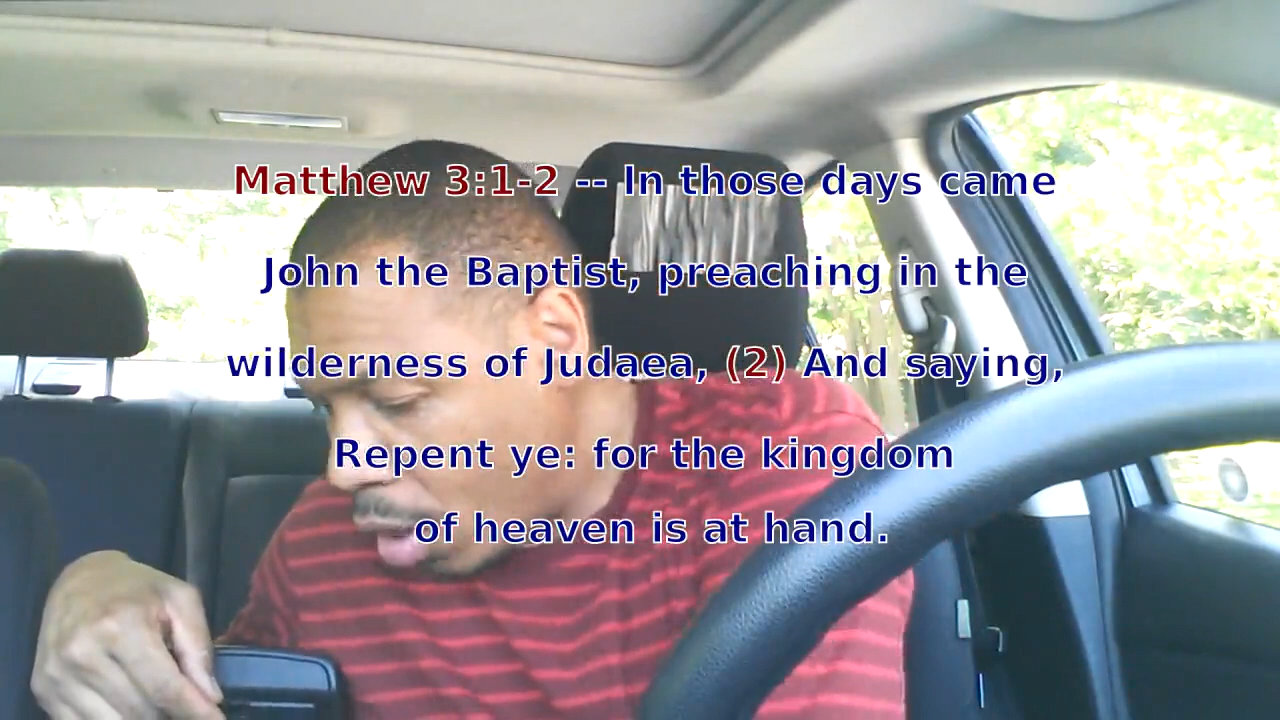 Matthew 3:1-2 -- In those days came
John the Baptist, preaching in the
wilderness of Judaea, (2) And saying,
Repent ye: for the kingdom
of heaven is at hand.